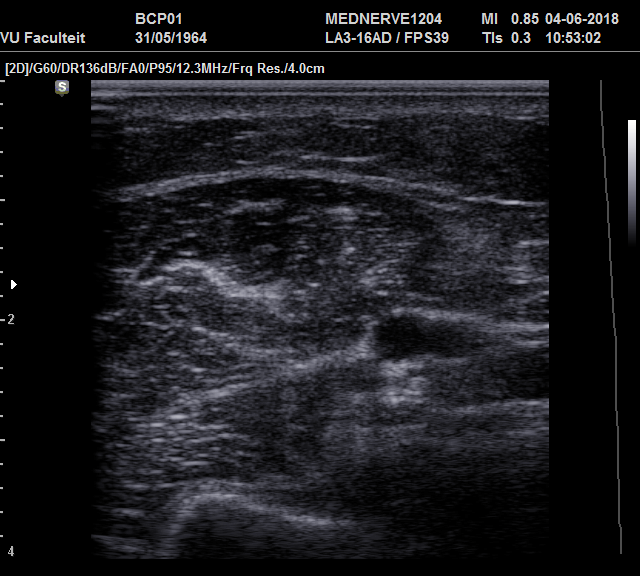 BCP01 MEDNERVE1204 MI 0.85 04-06-2018
VU Faculteit 31/05/1964 LA3-16AD / FPS39 TIs 0.3 10:53:02
[2D]/G60/DR136dB/FA0/P95/12.3MHz/Frq Res./4.0cm
S
2
4